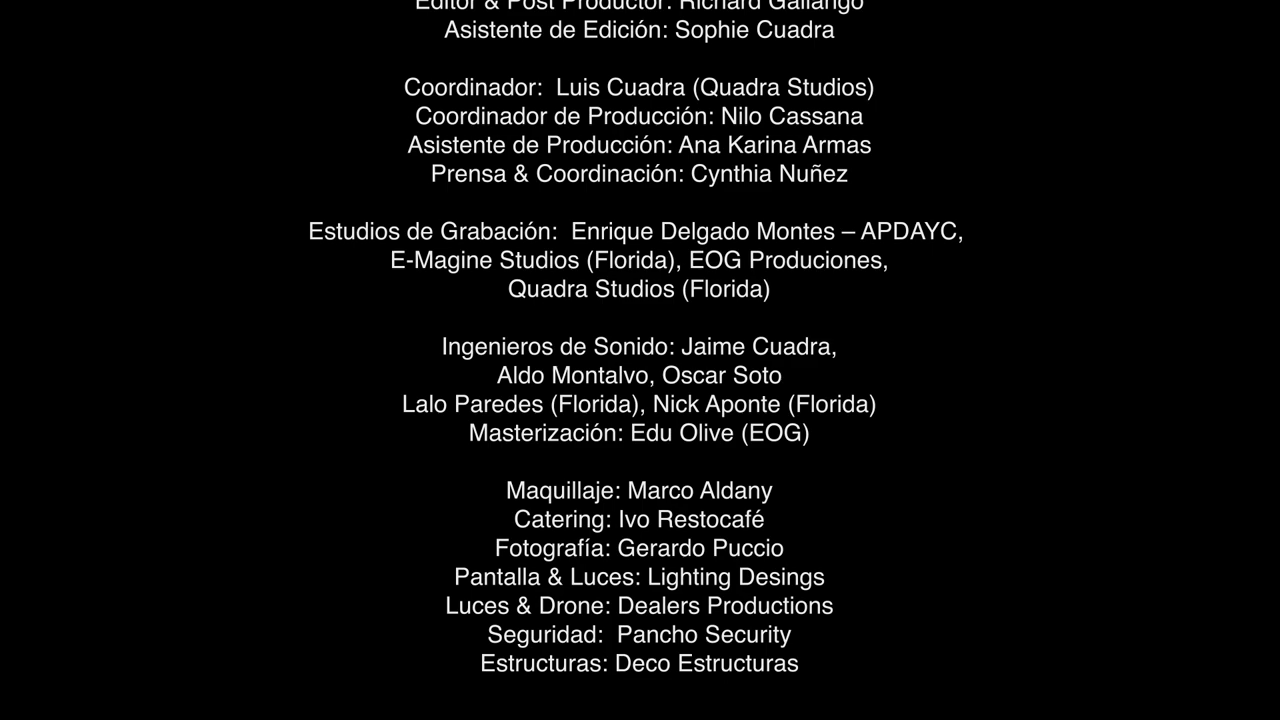 Editor & Post Productor: Richard Gallango
Asistente de Edición: Sophie Cuadra
Coordinador:  Luis Cuadra (Quadra Studios)
Coordinador de Producción: Nilo Cassana
Asistente de Producción: Ana Karina Armas
Prensa & Coordinación: Cynthia Nuñez
Estudios de Grabación:  Enrique Delgado Montes – APDAYC,
E-Magine Studios (Florida), EOG Produciones,
Quadra Studios (Florida)
Ingenieros de Sonido: Jaime Cuadra,
Aldo Montalvo, Oscar Soto
Lalo Paredes (Florida), Nick Aponte (Florida)
Masterización: Edu Olive (EOG)
Maquillaje: Marco Aldany
Catering: Ivo Restocafé
Fotografía: Gerardo Puccio
Pantalla & Luces: Lighting Desings
Luces & Drone: Dealers Productions
Seguridad:  Pancho Security
Estructuras: Deco Estructuras